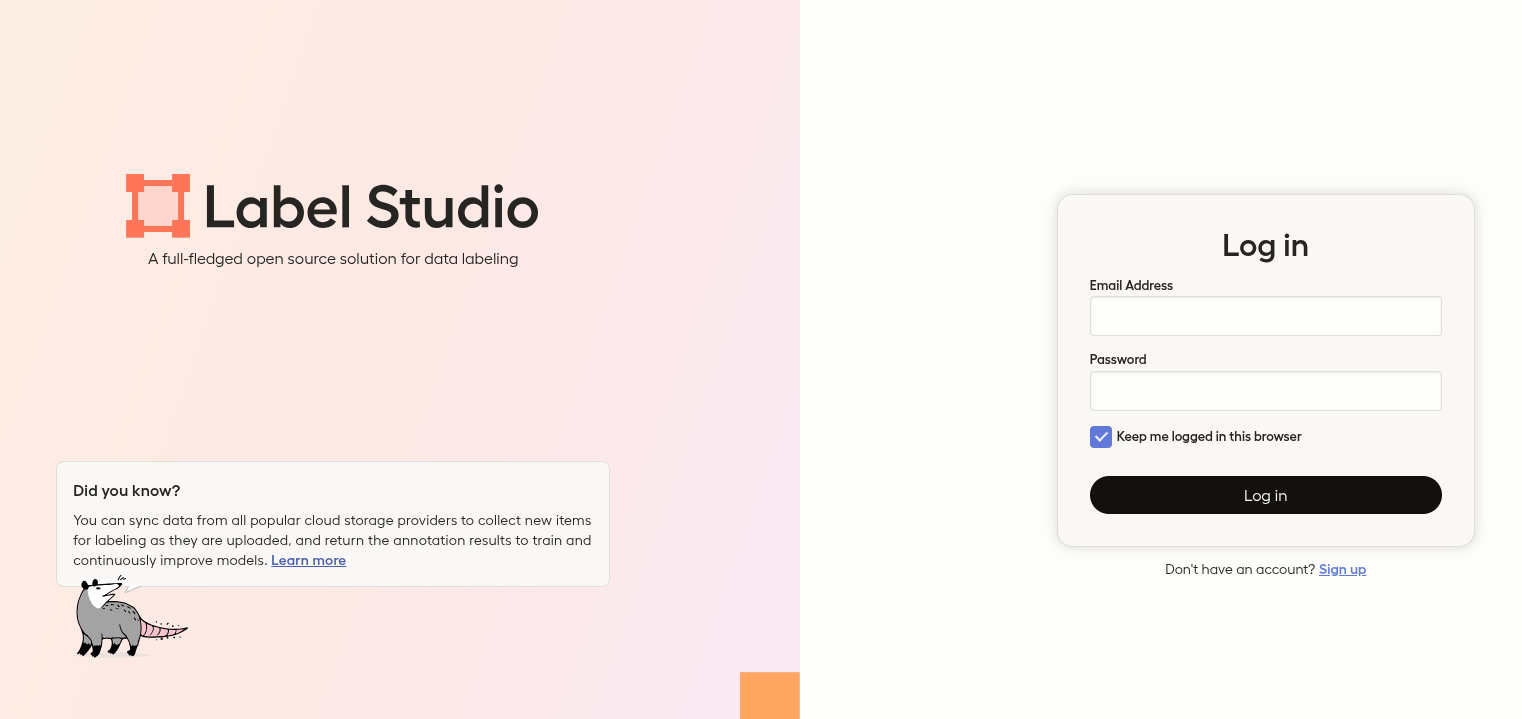 Label Studio
A full-fledged open source solution for data labeling
Did you know?
You can sync data from all popular cloud storage providers to collect new items
for labeling as they are uploaded, and return the annotation results to train and
continuously improve models. Learn more
Log in
Email Address
Password
Keep me logged in this browser
Log in
Don't have an account? Sign up